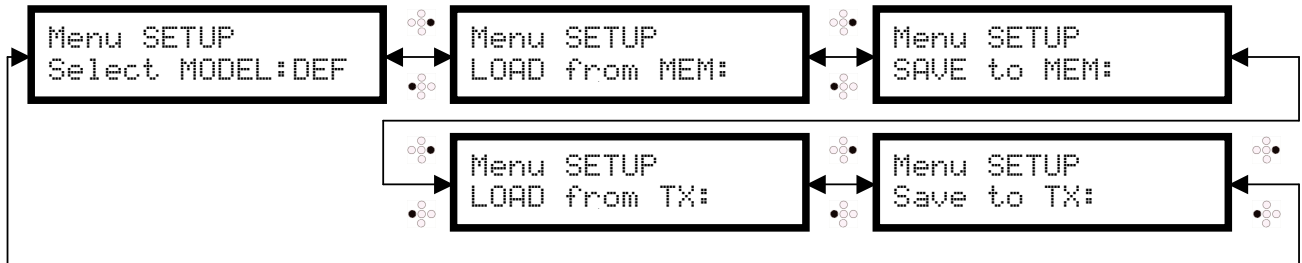 Menu SETUP
Select MODEL:DEF
Menu SETUP
LOAD from MEM:
Menu SETUP
SAVE to MEM:
Menu SETUP
LOAD from TX:
Menu SETUP
Save to TX: